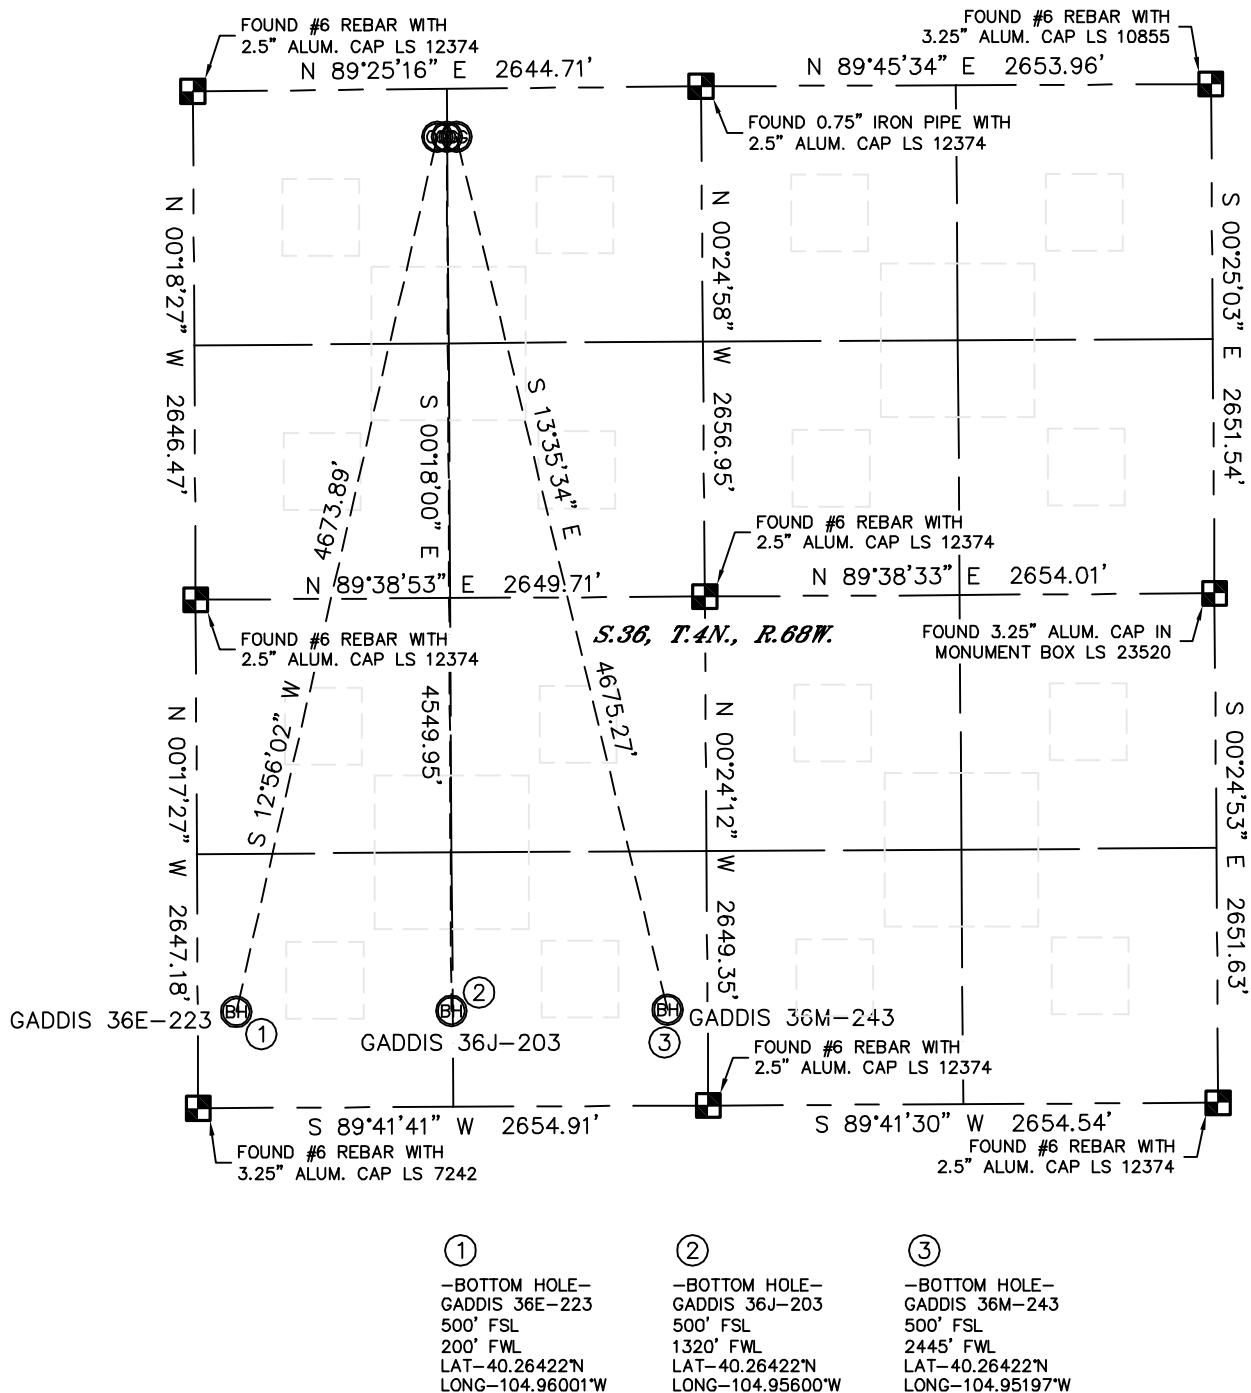 FOUND #6 REBAR WITH
2.5" ALUM. CAP LS 12374
FOUND #6 REBAR WITH
3.25" ALUM. CAP LS 10855
N 89°25'16" E 2644.71'
N 89°45'34" E 2653.96'
FOUND 0.75" IRON PIPE WITH
2.5" ALUM. CAP LS 12374
N 00°18'27" W 2646.47'
S 00°18'00" E
4549.95'
S 13°35'34" E
4675.27'
S 12°56'02" W
4673.89'
N 00°24'58" W 2656.95'
S 00°25'03" E 2651.54'
FOUND #6 REBAR WITH
2.5" ALUM. CAP LS 12374
N 89°38'53" E 2649.71'
N 89°38'33" E 2654.01'
S.36, T.4N., R.68W.
FOUND #6 REBAR WITH
2.5" ALUM. CAP LS 12374
FOUND 3.25" ALUM. CAP IN
MONUMENT BOX LS 23520
N 00°17'27" W 2647.18'
N 00°24'12" W 2649.35'
S 00°24'53" E 2651.63'
BH
BH
BH
GADDIS 36E-223
1
2
GADDIS 36J-203
GADDIS 36M-243
3
FOUND #6 REBAR WITH
2.5" ALUM. CAP LS 12374
S 89°41'41" W 2654.91'
S 89°41'30" W 2654.54'
FOUND #6 REBAR WITH
3.25" ALUM. CAP LS 7242
FOUND #6 REBAR WITH
2.5" ALUM. CAP LS 12374
1
-BOTTOM HOLE-
GADDIS 36E-223
500' FSL
200' FWL
LAT-40.26422°N
LONG-104.96001°W
2
-BOTTOM HOLE-
GADDIS 36J-203
500' FSL
1320' FWL
LAT-40.26422°N
LONG-104.95600°W
3
-BOTTOM HOLE-
GADDIS 36M-243
500' FSL
2445' FWL
LAT-40.26422°N
LONG-104.95197°W